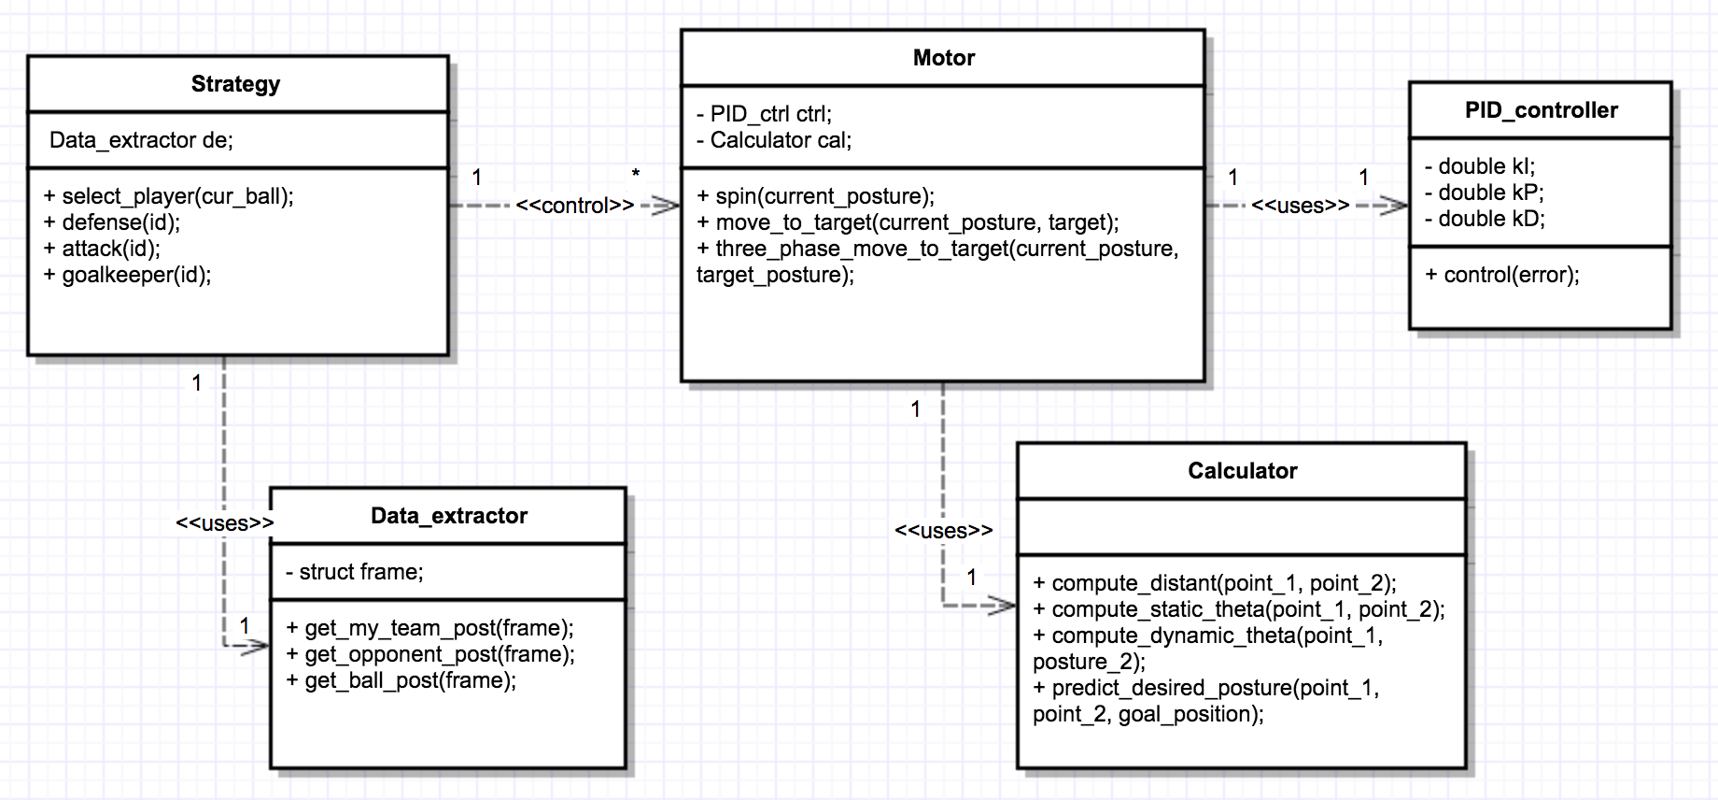 Strategy
Data_extractor de;
+ select_player(cur_ball);
+ defense(id);
+ attack(id);
+ goalkeeper(id);
1
*
<<control>>
Motor
- PID_ctrl ctrl;
- Calculator cal;
+ spin(current_posture);
+ move_to_target(current_posture, target);
+ three_phase_move_to_target(current_posture,
target_posture);
1
1
<<uses>>
PID_controller
- double kI;
- double kP;
- double kD;
+ control(error);
1
<<uses>>
1
Data_extractor
- struct frame;
+ get_my_team_post(frame);
+ get_opponent_post(frame);
+ get_ball_post(frame);
1
<<uses>>
1
Calculator
+ compute_distant(point_1, point_2);
+ compute_static_theta(point_1, point_2);
+ compute_dynamic_theta(point_1,
posture_2);
+ predict_desired_posture(point_1,
point_2, goal_position);